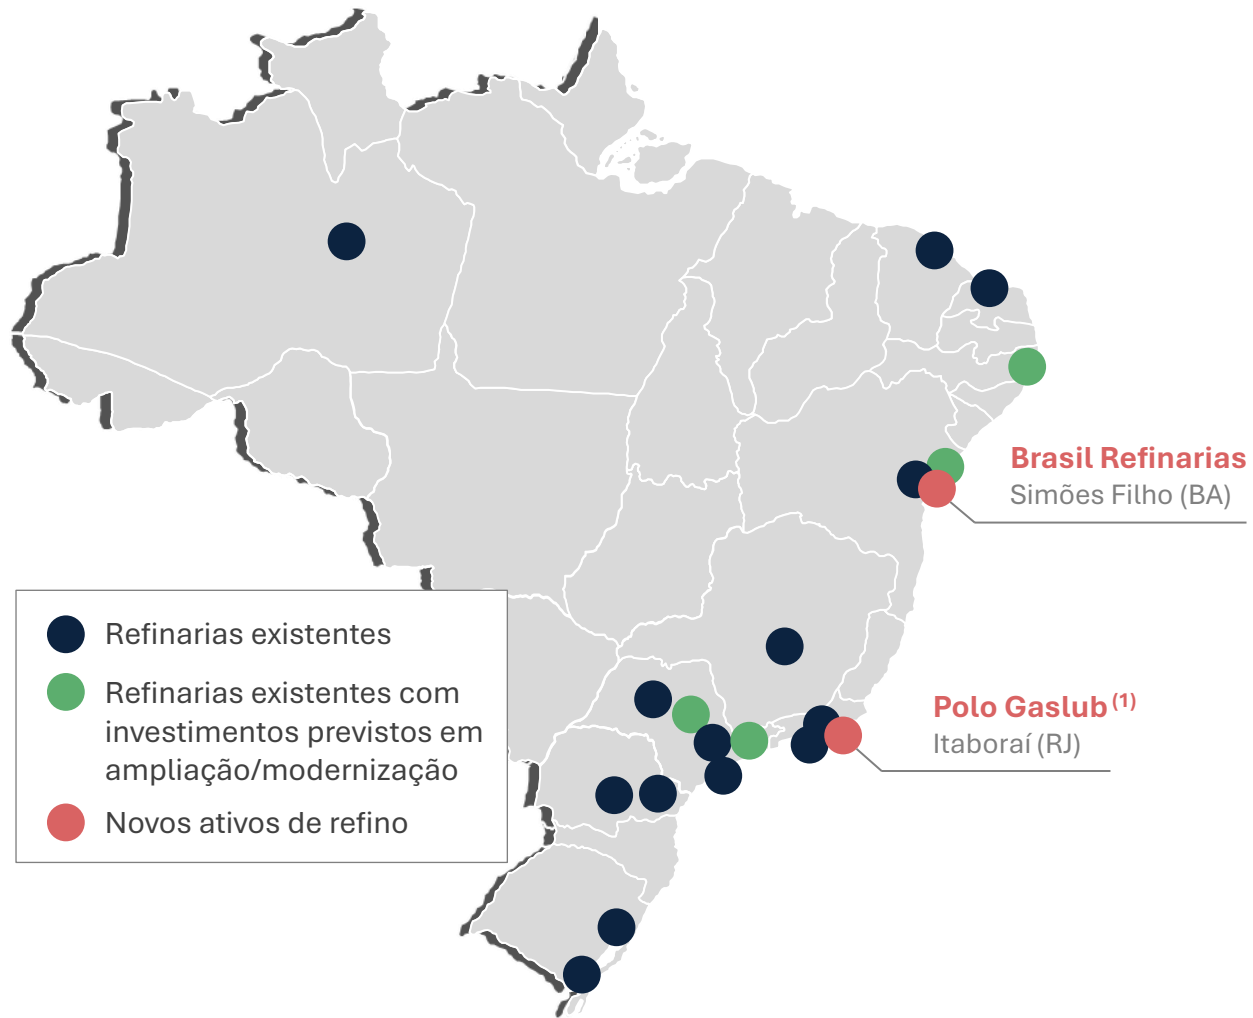 Brasil Refinarias
Simões Filho (BA)
Refinarias existentes
Refinarias existentes com
investimentos previstos em
ampliação/modernização
Novos ativos de refino
Polo Gaslub (1)
Itaboraí (RJ)